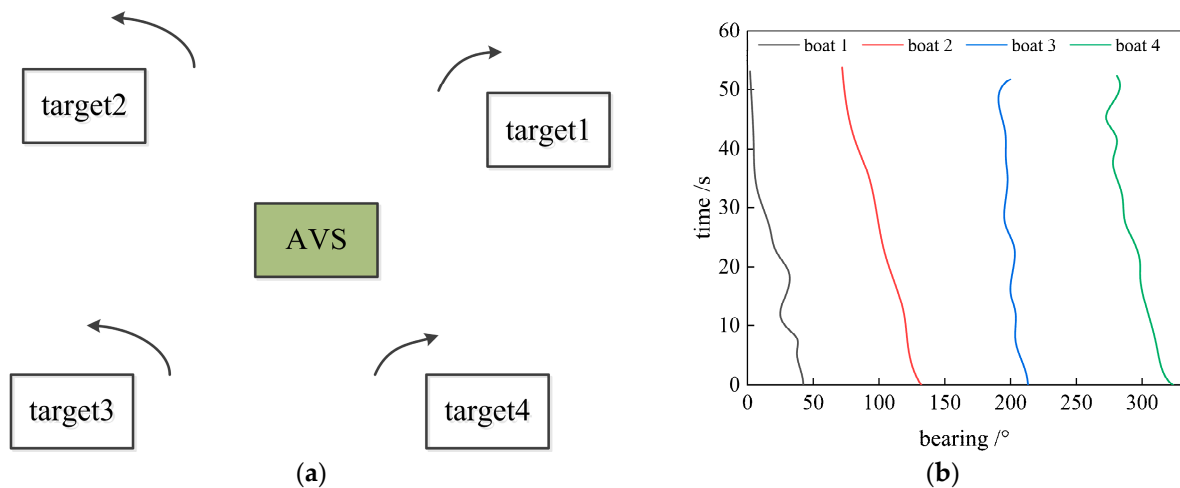 target2
target1
AVS
target3
target4
(a)
boat 1 boat 2 boat 3 boat 4
60
50
40
30
20
10
0
time /s
0 50 100 150 200 250 300
bearing /°
(b)